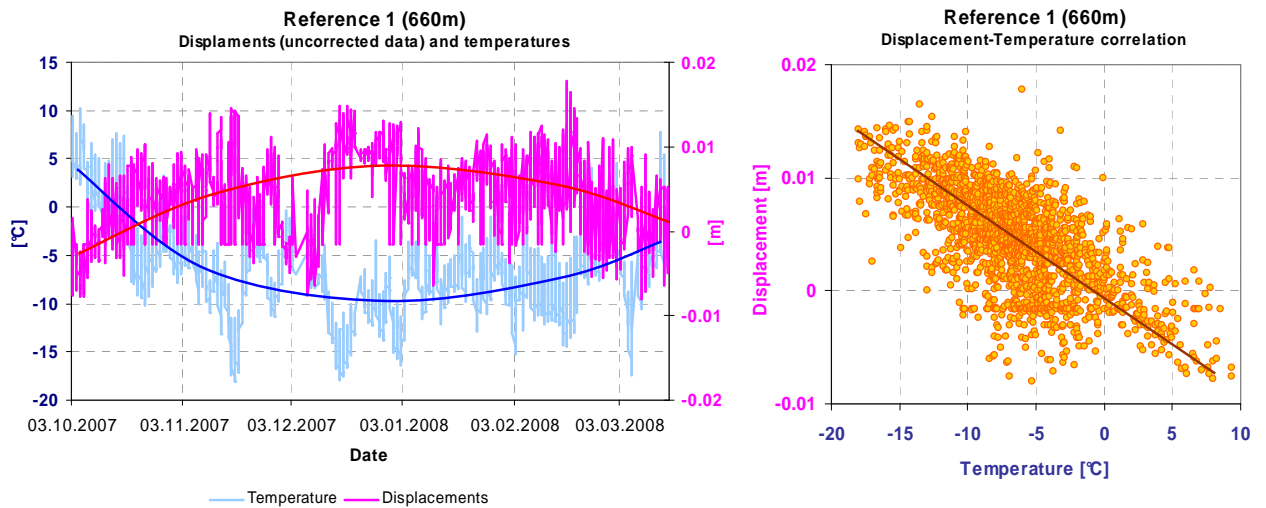 Reference 1 (660m)
Displaments (uncorrected data) and temperatures
15
10
5
0
-5
-10
-15
-20
[°C]
0.02
0.01
0
-0.01
-0.02
[m]
03.10.2007 03.11.2007 03.12.2007 03.01.2008 03.02.2008 03.03.2008
Date
Temperature Displacements
Reference 1 (660m)
Displacement-Temperature correlation
0.02
0.01
0
-0.01
Displacement [m]
-20 -15 -10 -5 0 5 10
Temperature [°C]